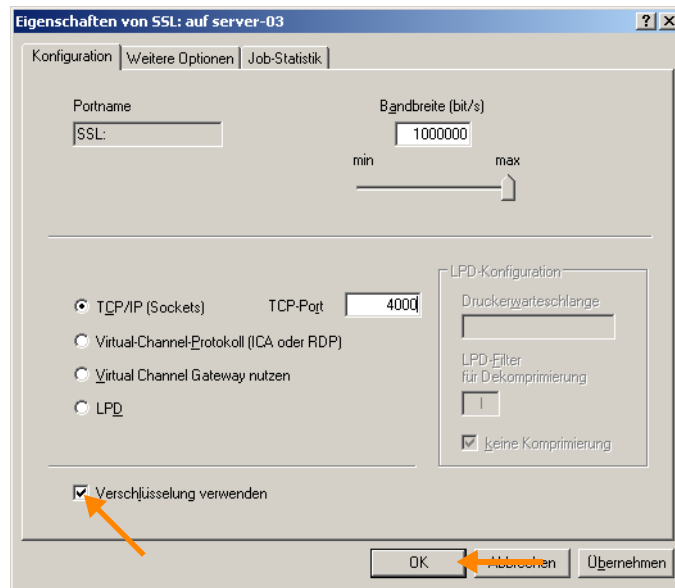 Eigenschaften von SSL: auf server-03
Konfiguration Weitere Optionen Job-Statistik
Portname
SSL:
Bandbreite (bit/s)
1000000
min max
TCP/IP (Sockets) TCP-Port 4000
Virtual-Channel-Protokoll (ICA oder RDP)
Virtual Channel Gateway nutzen
LPD
LPD-Konfiguration
Druckerwarteschlange
LPD-Filter
für Dekomprimierung
keine Komprimierung
Verschlüsselung verwenden
OK Abbrechen Übernehmen